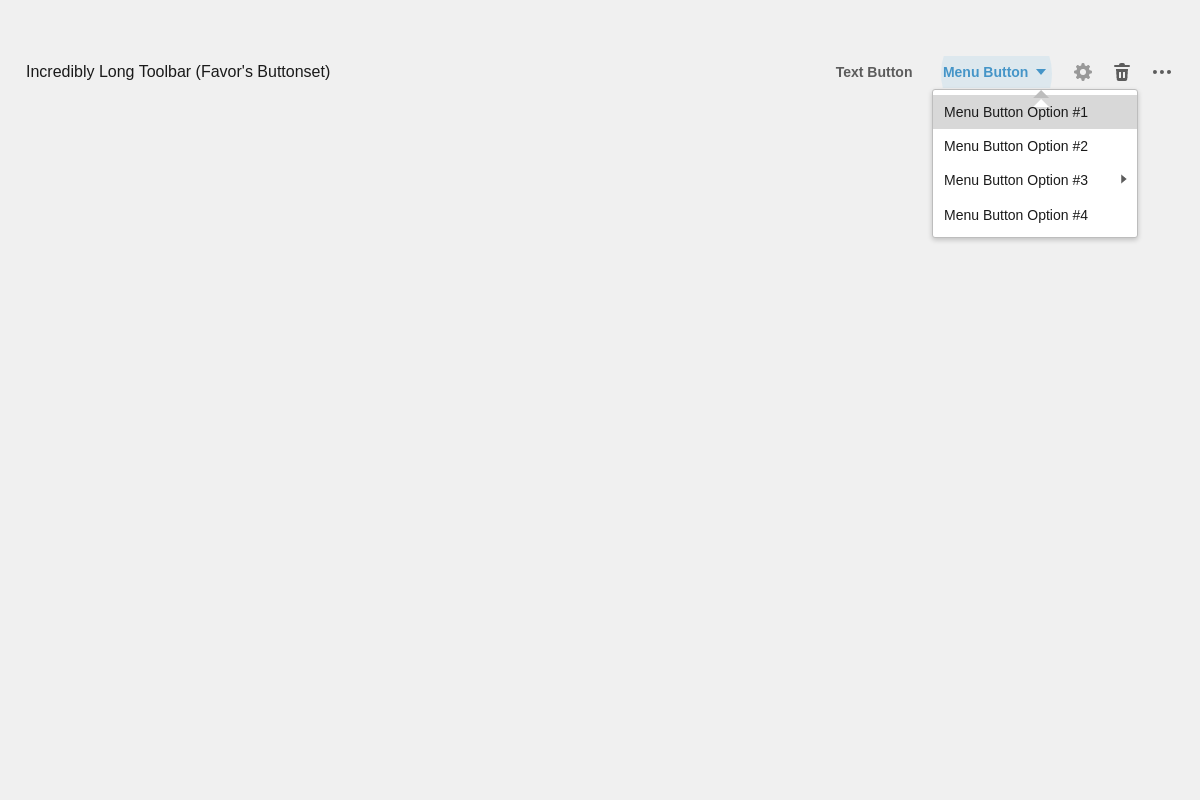 Incredibly Long Toolbar (Favor's Buttonset)
Text Button
Menu Button
Menu Button Option #1
Menu Button Option #2
Menu Button Option #3
Menu Button Option #4